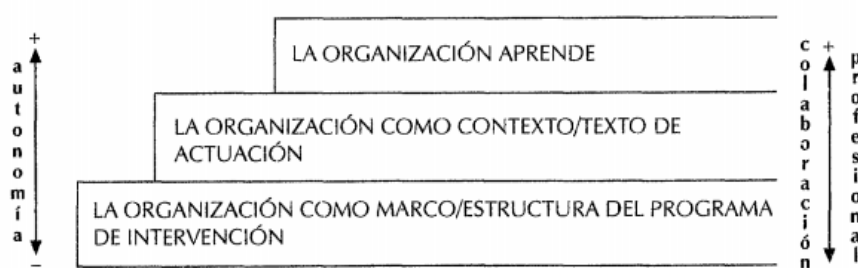 +
autonomía
–
LA ORGANIZACIÓN APRENDE
LA ORGANIZACIÓN COMO CONTEXTO/TEXTO DE
ACTUACIÓN
LA ORGANIZACIÓN COMO MARCO/ESTRUCTURA DEL PROGRAMA
DE INTERVENCIÓN
colaboración
+
profesional